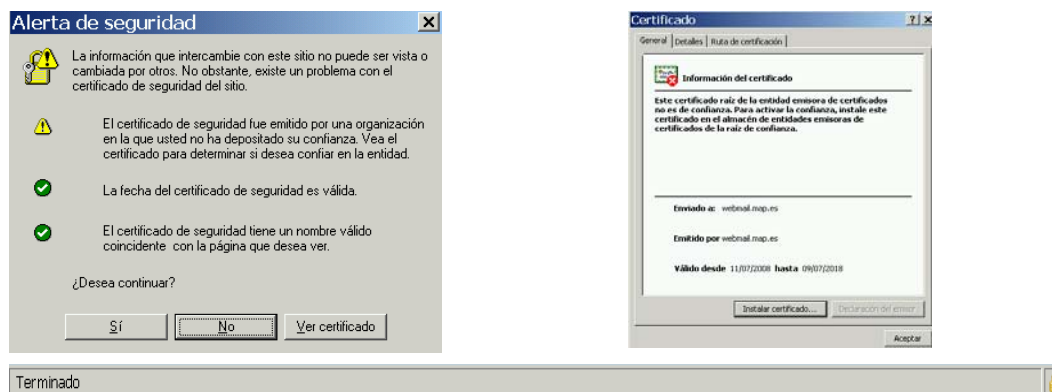 Alerta de seguridad
La información que intercambie con este sitio no puede ser vista o
cambiada por otros. No obstante, existe un problema con el
certificado de seguridad del sitio.
El certificado de seguridad fue emitido por una organización
en la que usted no ha depositado su confianza. Vea el
certificado para determinar si desea confiar en la entidad.
La fecha del certificado de seguridad es válida.
El certificado de seguridad tiene un nombre válido
coincidente con la página que desea ver.
¿Desea continuar?
Sí No Ver certificado
Certificado
General Detalles Ruta de certificación
Información del certificado
Este certificado raíz de la entidad emisora de certificados
no es de confianza. Para activar la confianza, instale este
certificado en el almacén de entidades emisoras de
certificados de la raíz de confianza.
Enviado a: webmail.map.es
Emitido por webmail.map.es
Válido desde 11/07/2008 hasta 09/07/2018
Instalar certificado... Declaración del emisor
Aceptar
Terminado